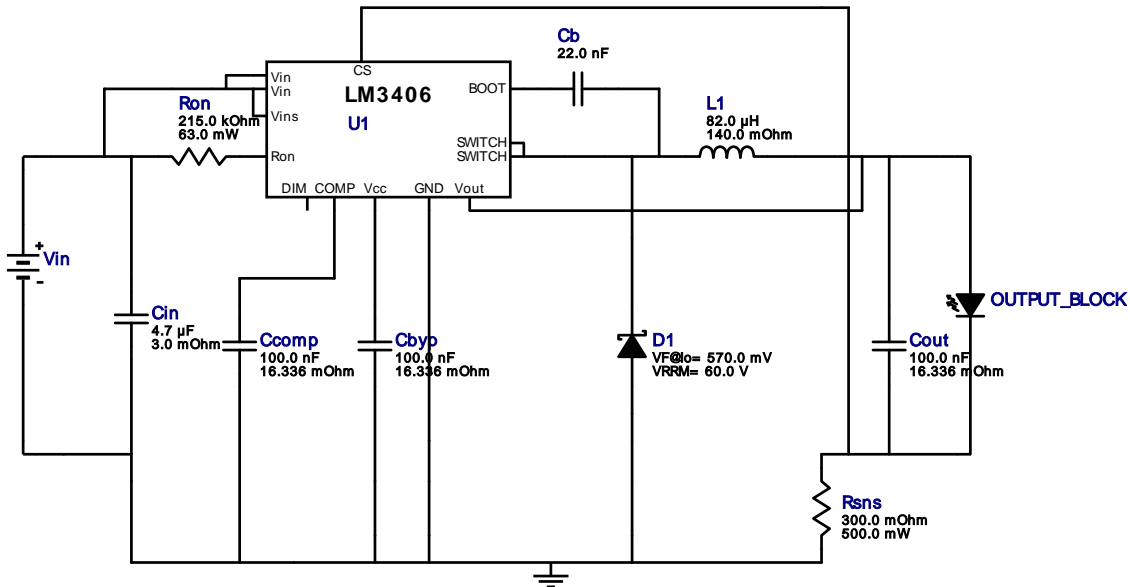 Cb
22.0 nF
CS
Vin
Vin
Vins
Ron
LM3406
U1
BOOT
SWITCH
SWITCH
DIM COMP Vcc GND Vout
Ron
215.0 kOhm
63.0 mW
L1
82.0 µH
140.0 mOhm
+
Vin
-
Cin
4.7 µF
3.0 mOhm
Ccomp
100.0 nF
16.336 mOhm
Cbyp
100.0 nF
16.336 mOhm
D1
VF@Io= 570.0 mV
VRRM= 60.0 V
Cout
100.0 nF
16.336 mOhm
OUTPUT_BLOCK
Rsns
300.0 mOhm
500.0 mW